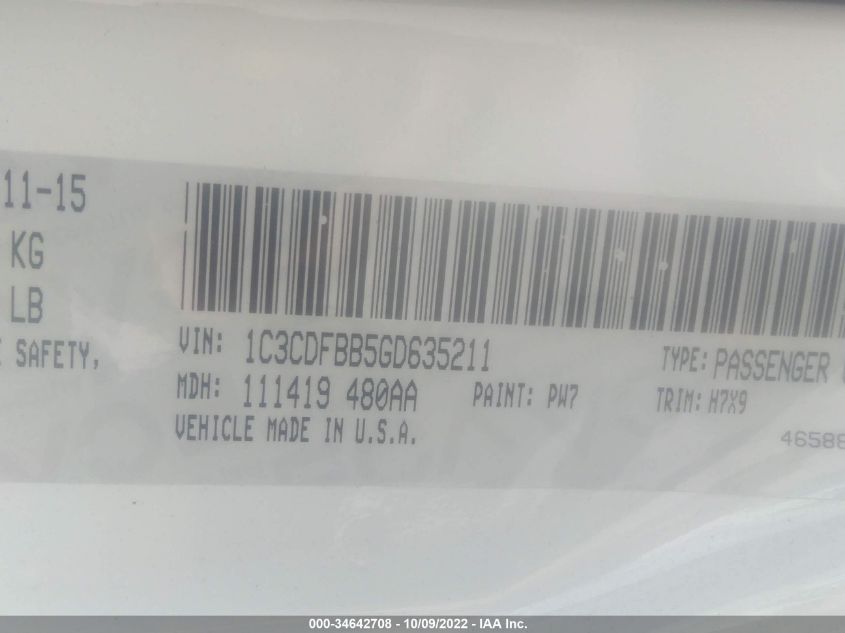 11-15
KG
LB
SAFETY,
VIN: 1C3CDFBB5GD635211
TYPE: PASSENGER
MDH: 111419 480AA
PAINT: PW7
TRIM: H7X9
VEHICLE MADE IN U.S.A.
4658
000-34642708 - 10/09/2022 - IAA Inc.